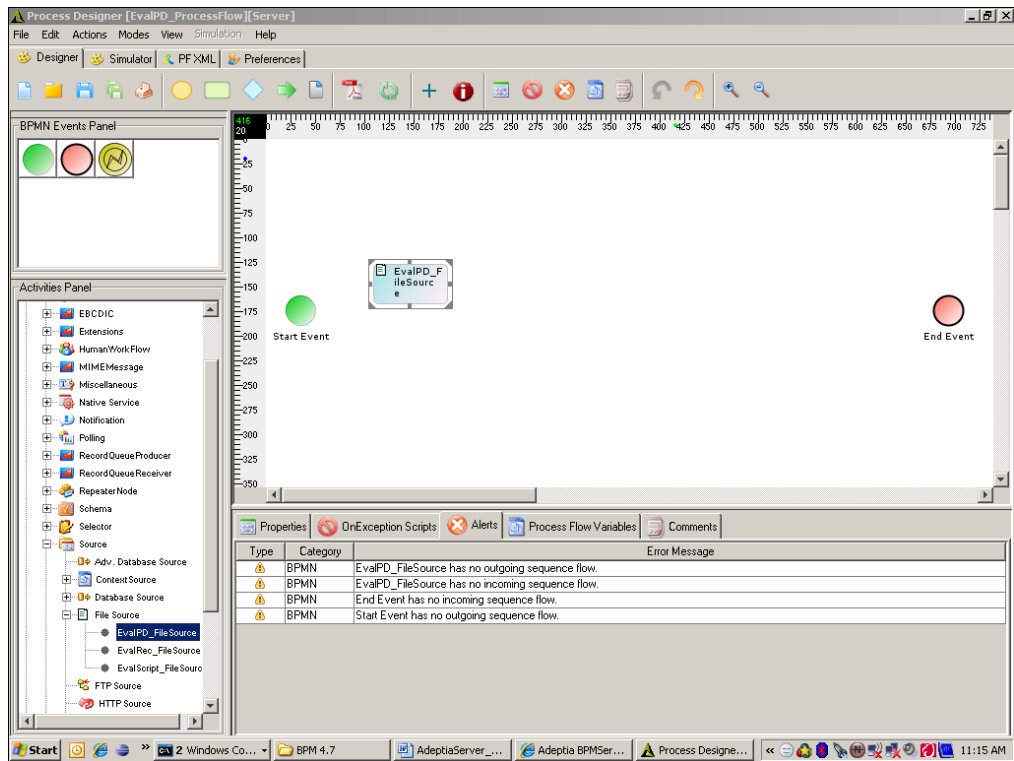 Process Designer [EvalPD_ProcessFlow][Server]
File Edit Actions Modes View Simulation Help
Designer Simulator PF XML Preferences
BPMN Events Panel
416
20
0 25 50 75 100 125 150 175 200 225 250 275 300 325 350 375 400 425 450 475 500 525 550 575 600 625 650 675 700 725
0
25
50
75
100
125
150
175
200
225
250
275
300
325
350
EvalPD_F
ileSourc
e
Start Event
End Event
Activities Panel
EBCDIC
Extensions
HumanWorkFlow
MIMEMessage
Miscellaneous
Native Service
Notification
Polling
RecordQueueProducer
RecordQueueReceiver
RepeaterNode
Schema
Selector
Source
Adv. Database Source
ContextSource
Database Source
File Source
EvalPD_FileSource
EvalRec_FileSource
EvalScript_FileSourc
FTP Source
HTTP Source
Properties OnException Scripts Alerts Process Flow Variables Comments
Type Category Error Message
BPMN EvalPD_FileSource has no outgoing sequence flow.
BPMN EvalPD_FileSource has no incoming sequence flow.
BPMN End Event has no incoming sequence flow.
BPMN Start Event has no outgoing sequence flow.
Start » 2 Windows Co... BPM 4.7 AdeptiaServer_... Adeptia BPMSer... Process Designe... « 11:15 AM